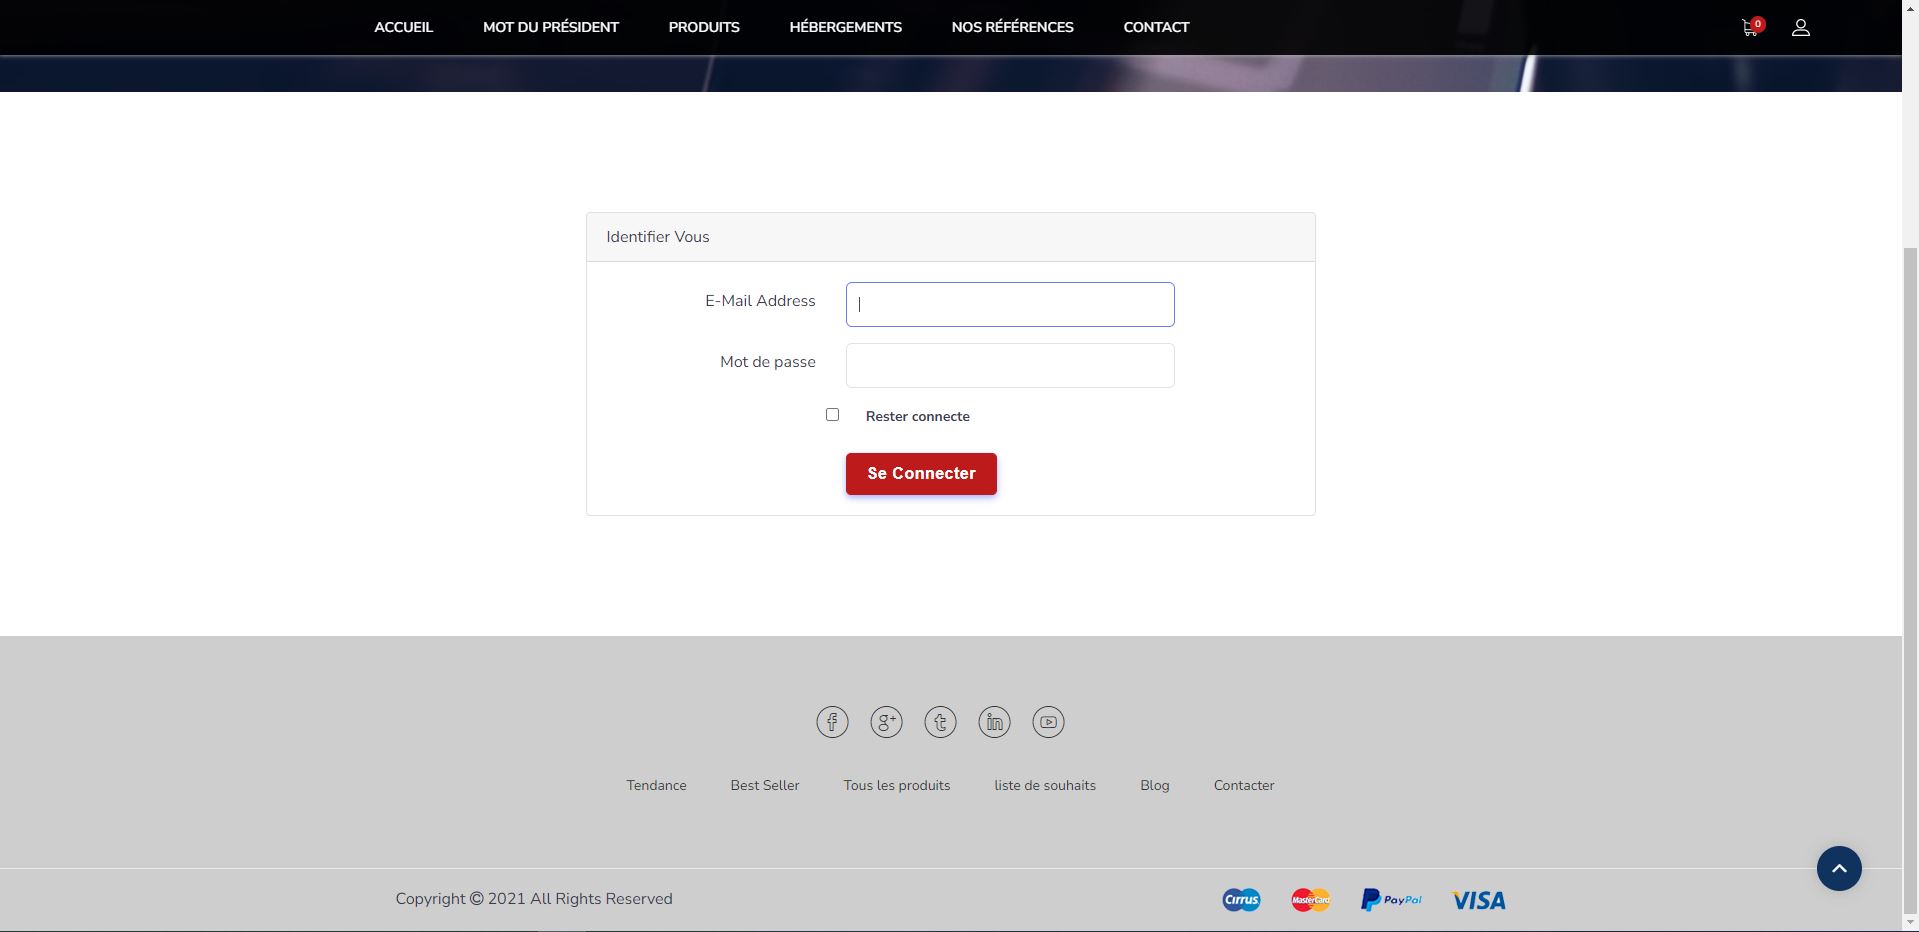 ACCUEIL MOT DU PRÉSIDENT PRODUITS HÉBERGEMENTS NOS RÉFÉRENCES CONTACT 0
Identifier Vous
E-Mail Address
Mot de passe
Rester connecte
Se Connecter
f g+ t in
Tendance Best Seller Tous les produits liste de souhaits Blog Contacter
Copyright © 2021 All Rights Reserved Cirrus MasterCard PayPal VISA